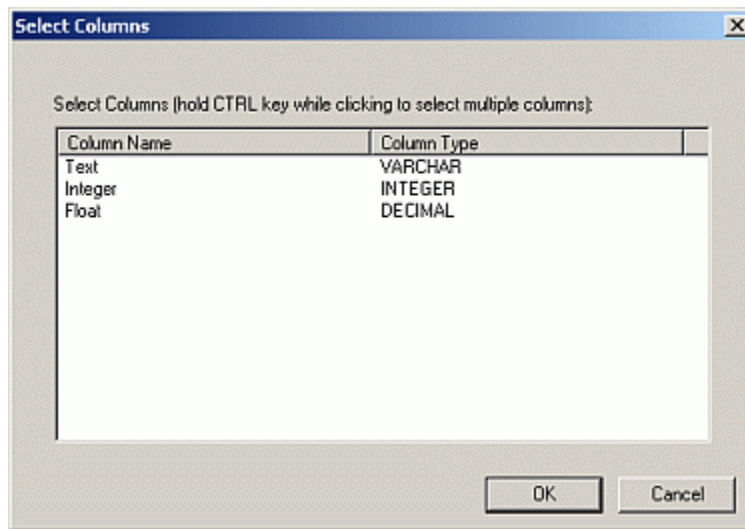 Select Columns
Select Columns (hold CTRL key while clicking to select multiple columns):
Column Name Column Type
Text VARCHAR
Integer INTEGER
Float DECIMAL
OK Cancel